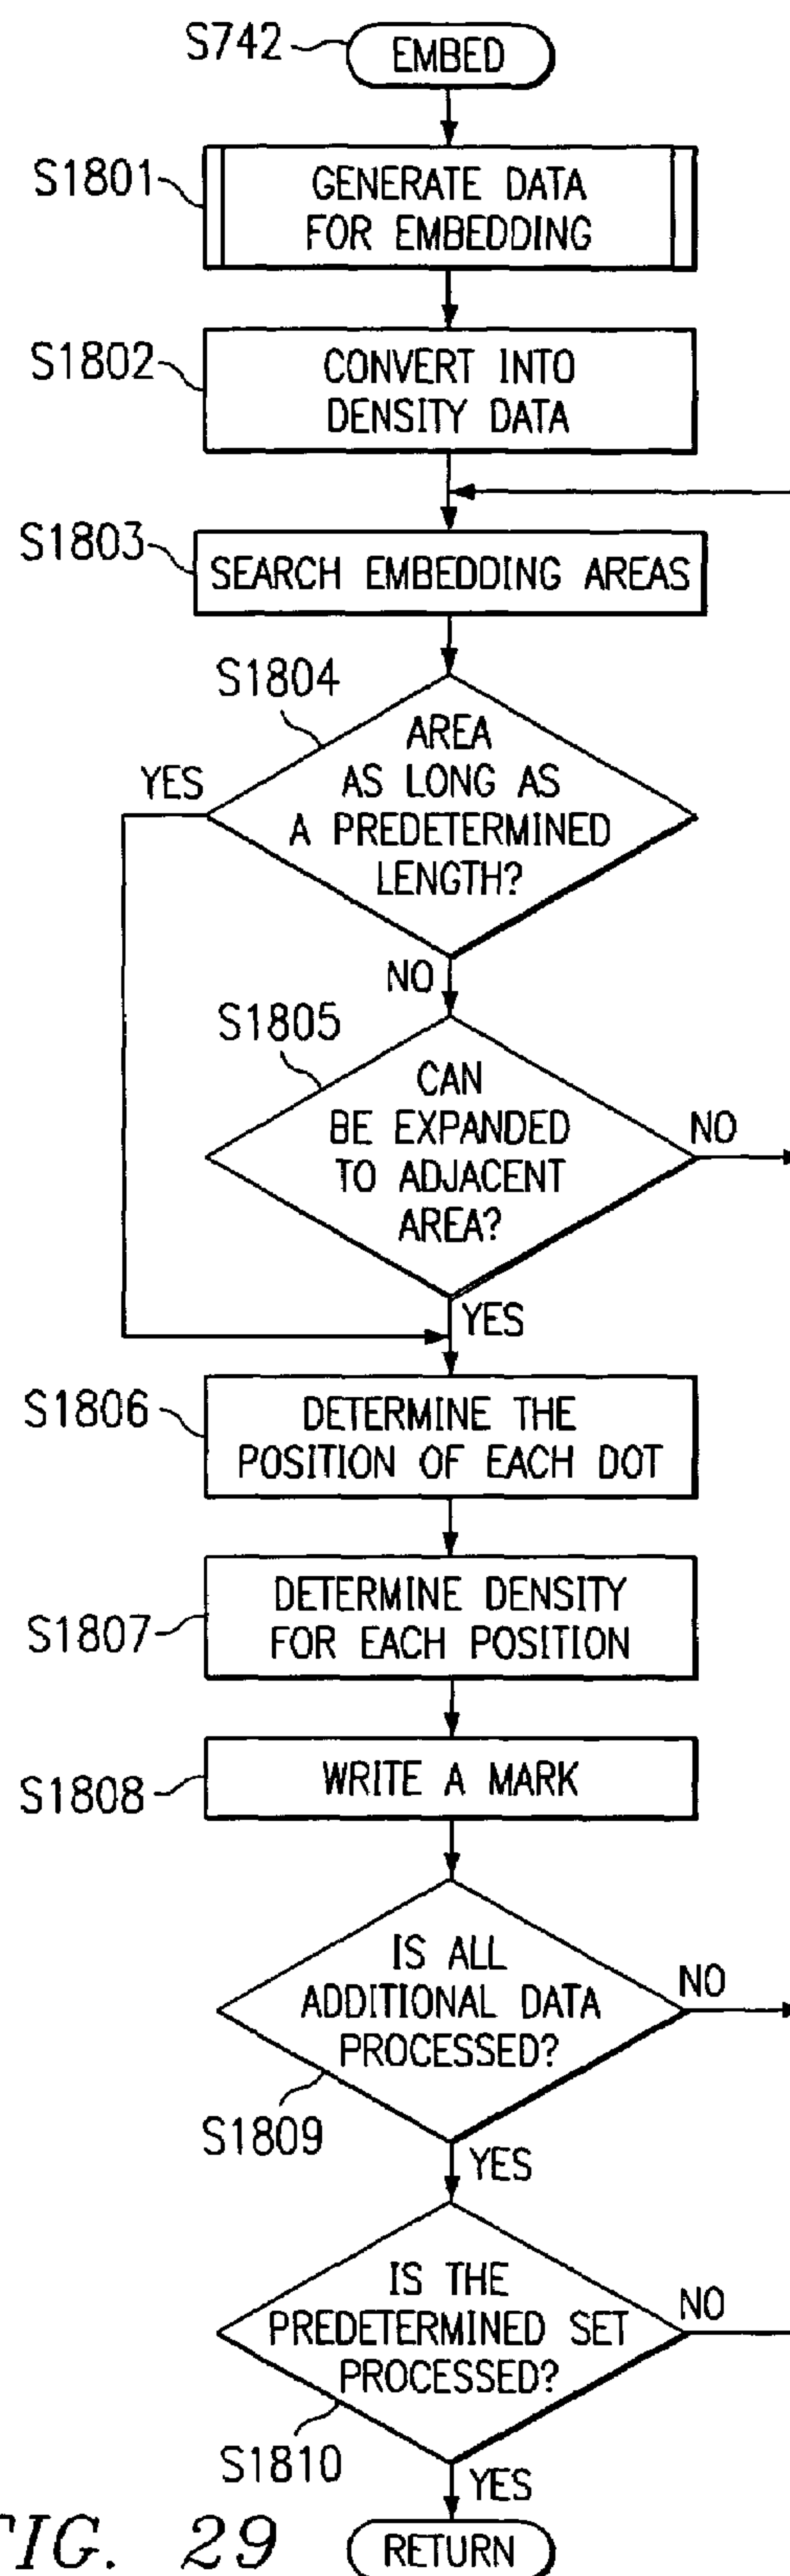 S742
EMBED
S1801
GENERATE DATA
FOR EMBEDDING
S1802
CONVERT INTO
DENSITY DATA
S1803
SEARCH EMBEDDING AREAS
S1804
AREA
AS LONG AS
A PREDETERMINED
LENGTH?
YES
NO
S1805
CAN
BE EXPANDED
TO ADJACENT
AREA?
NO
YES
S1806
DETERMINE THE
POSITION OF EACH DOT
S1807
DETERMINE DENSITY
FOR EACH POSITION
S1808
WRITE A MARK
IS ALL
ADDITIONAL DATA
PROCESSED?
NO
S1809
YES
IS THE
PREDETERMINED SET
PROCESSED?
NO
S1810
YES
FIG. 29
RETURN